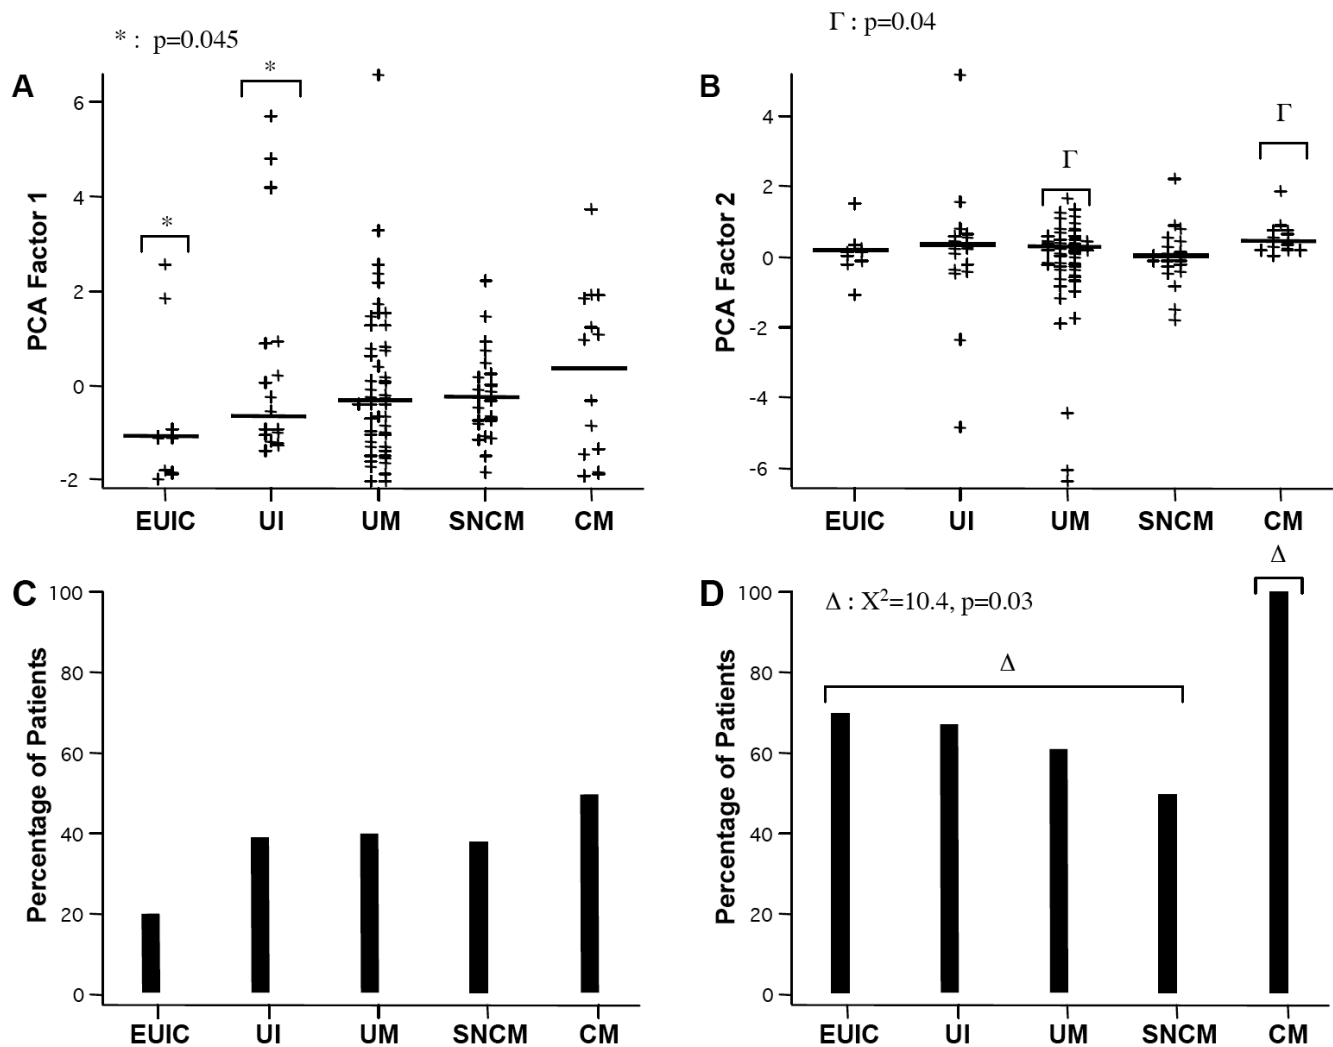 * : p=0.045
Γ : p=0.04
A
*
*
PCA Factor 1
6
4
2
0
-2
EUIC UI UM SNCM CM
B
Γ
Γ
PCA Factor 2
4
2
0
-2
-4
-6
EUIC UI UM SNCM CM
C
Percentage of Patients
100
80
60
40
20
0
EUIC UI UM SNCM CM
D
Δ : X²=10.4, p=0.03
Δ
Δ
Percentage of Patients
100
80
60
40
20
0
EUIC UI UM SNCM CM